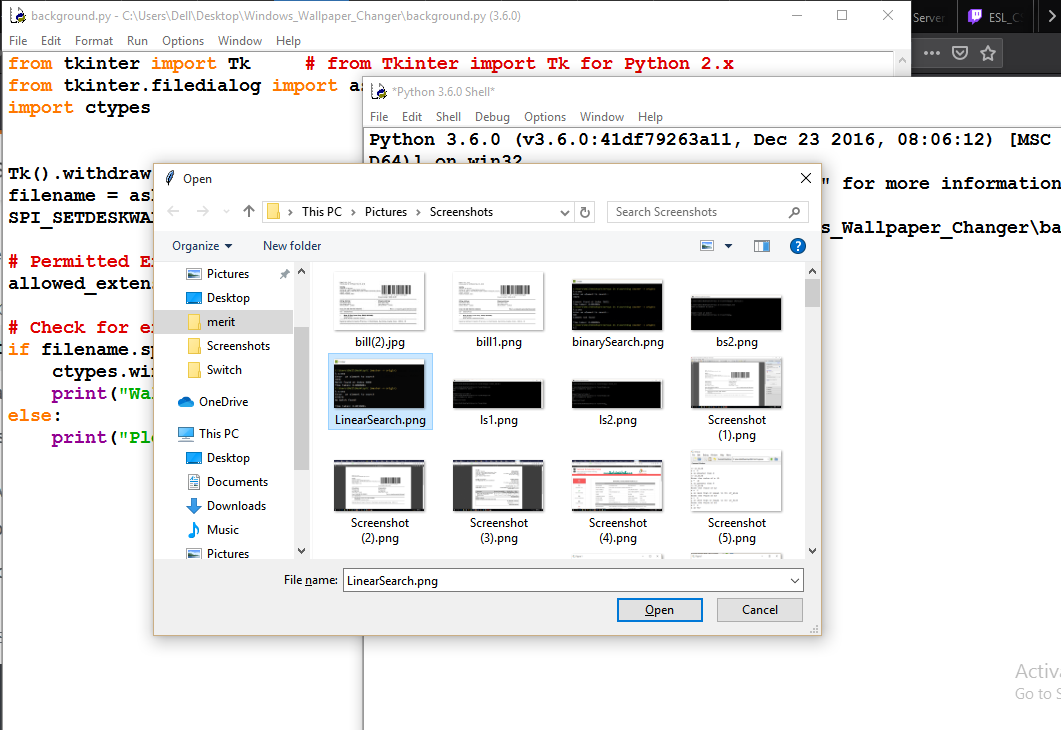 background.py - C:\Users\Dell\Desktop\Windows_Wallpaper_Changer\background.py (3.6.0)
Server
ESL_C
File Edit Format Run Options Window Help
from tkinter import Tk # from Tkinter import Tk for Python 2.x
from tkinter.filedialog import as
import ctypes
Tk().withdraw
filename = as
SPI_SETDESKWA
# Permitted E
allowed_extens
# Check for e
if filename.sp
ctypes.wi
print("Wa
else:
print("Pl
*Python 3.6.0 Shell*
File Edit Shell Debug Options Window Help
Python 3.6.0 (v3.6.0:41df79263a11, Dec 23 2016, 08:06:12) [MSC
D64)] on win32
" for more information
s_Wallpaper_Changer\ba
Open
This PC > Pictures > Screenshots
Search Screenshots
Organize New folder
Pictures
Desktop
merit
Screenshots
Switch
OneDrive
This PC
Desktop
Documents
Downloads
Music
Pictures
bill(2).jpg bill1.png binarySearch.png bs2.png
LinearSearch.png ls1.png ls2.png Screenshot
(1).png
Screenshot Screenshot Screenshot Screenshot
(2).png (3).png (4).png (5).png
File name: LinearSearch.png
Open Cancel
Activ
Go to S